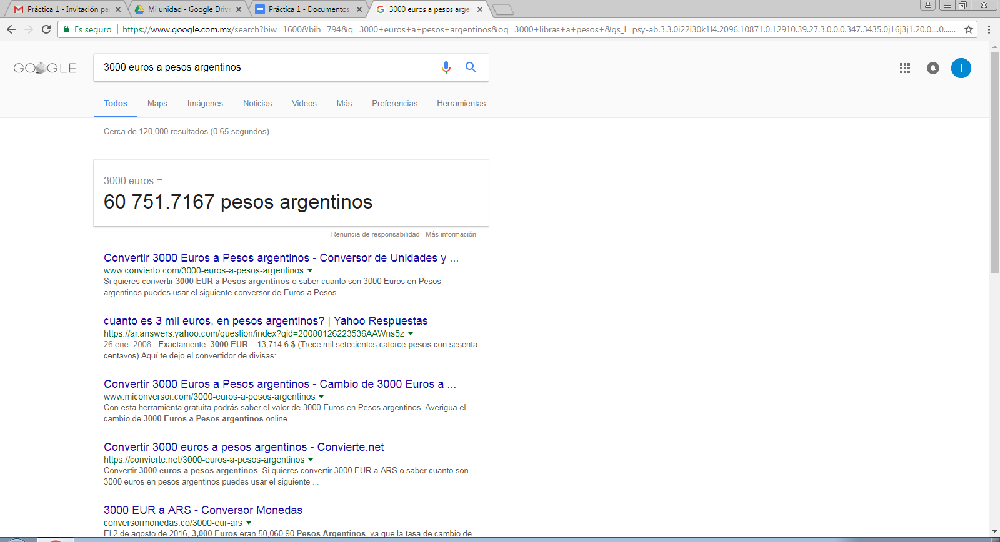 Práctica 1 - Invitación pa
Mi unidad - Google Drive
Práctica 1 - Documentos
3000 euros a pesos arge
Es seguro
https://www.google.com.mx/search?biw=1600&bih=794&q=3000+euros+a+pesos+argentinos&oq=3000+libras+a+pesos+&gs_l=psy-ab.3.3.0i22i30k1l4.2096.10871.0.12910.39.27.3.0.0.0.347.3435.0j16j3j1.20.0....0......
GOOGLE
3000 euros a pesos argentinos
I
Todos
Maps
Imágenes
Noticias
Videos
Más
Preferencias
Herramientas
Cerca de 120,000 resultados (0.65 segundos)
3000 euros =
60 751.7167 pesos argentinos
Renuncia de responsabilidad - Más información
Convertir 3000 Euros a Pesos argentinos - Conversor de Unidades y ...
www.convierto.com/3000-euros-a-pesos-argentinos
Si quieres convertir 3000 EUR a Pesos argentinos o saber cuanto son 3000 Euros en Pesos
argentinos puedes usar el siguiente conversor de Euros a Pesos ...
cuanto es 3 mil euros, en pesos argentinos? | Yahoo Respuestas
https://ar.answers.yahoo.com/question/index?qid=20080126223536AAWns5z
26 ene. 2008 - Exactamente: 3000 EUR = 13,714.6 $ (Trece mil setecientos catorce pesos con sesenta
centavos) Aquí te dejo el convertidor de divisas:
Convertir 3000 Euros a Pesos argentinos - Cambio de 3000 Euros a ...
www.miconversor.com/3000-euros-a-pesos-argentinos
Con esta herramienta gratuita podrás saber el valor de 3000 Euros en Pesos argentinos. Averigua el
cambio de 3000 Euros a Pesos argentinos online.
Convertir 3000 euros a pesos argentinos - Convierte.net
https://convierte.net/3000-euros-a-pesos-argentinos
Convertir 3000 euros a pesos argentinos. Si quieres convertir 3000 EUR a ARS o saber cuanto son
3000 euros en pesos argentinos puedes usar el siguiente ...
3000 EUR a ARS - Conversor Monedas
conversormonedas.co/3000-eur-ars
El 2 de agosto de 2016, 3,000 Euros eran 50,060.90 Pesos Argentinos, ya que la tasa de cambio de